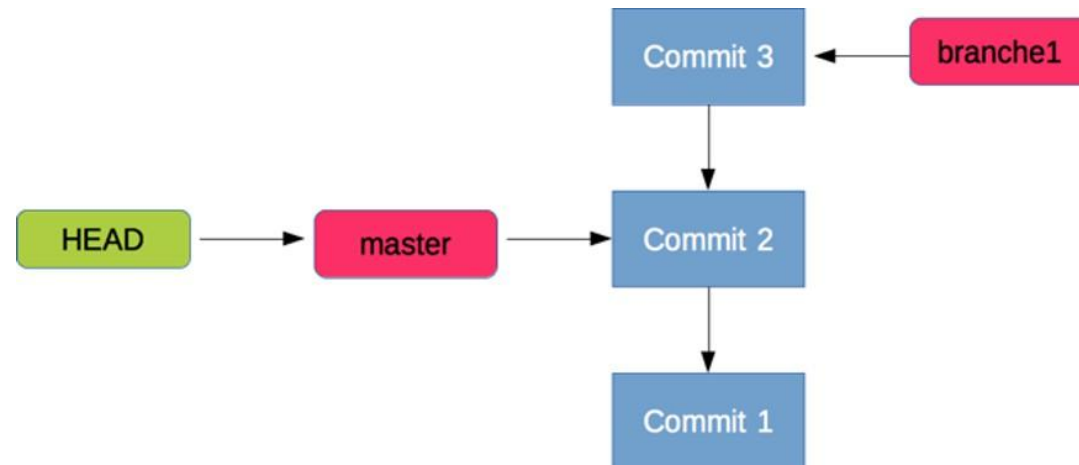 Commit 3
branche1
HEAD
master
Commit 2
Commit 1